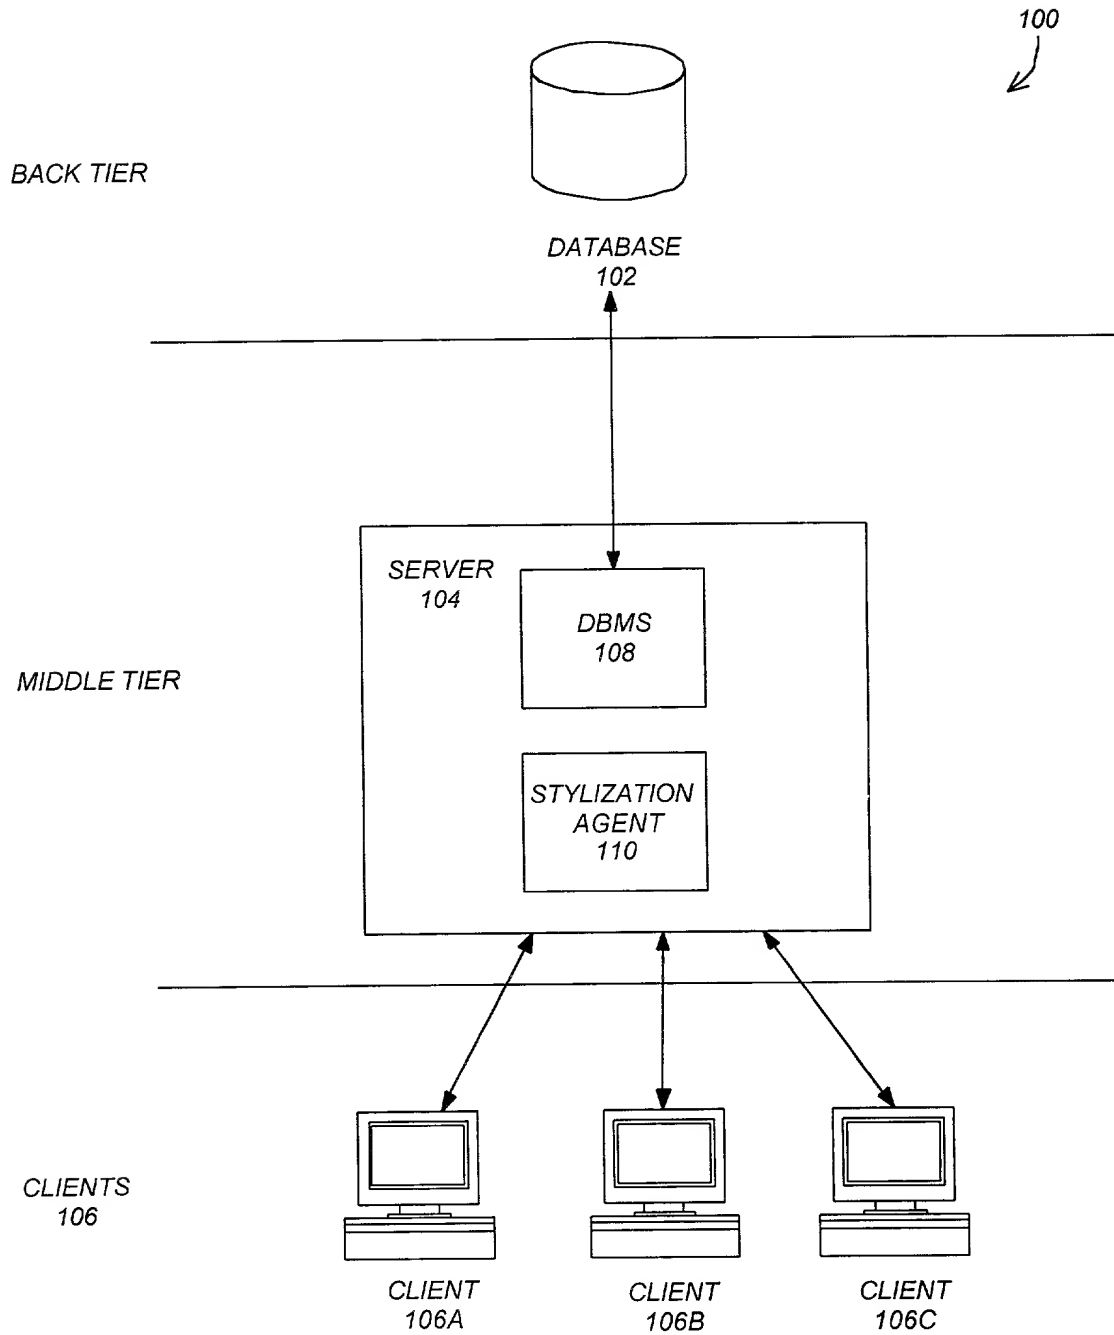 100
BACK TIER
DATABASE
102
SERVER
104
DBMS
108
MIDDLE TIER
STYLIZATION
AGENT
110
CLIENTS
106
CLIENT
106A
CLIENT
106B
CLIENT
106C